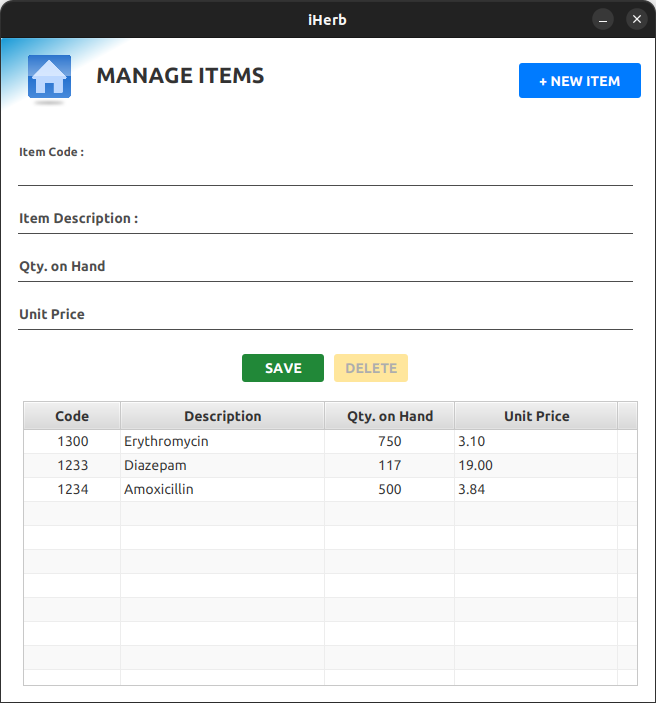 iHerb
MANAGE ITEMS
+ NEW ITEM
Item Code :
Item Description :
Qty. on Hand
Unit Price
SAVE DELETE
Code Description Qty. on Hand Unit Price
1300 Erythromycin 750 3.10
1233 Diazepam 117 19.00
1234 Amoxicillin 500 3.84